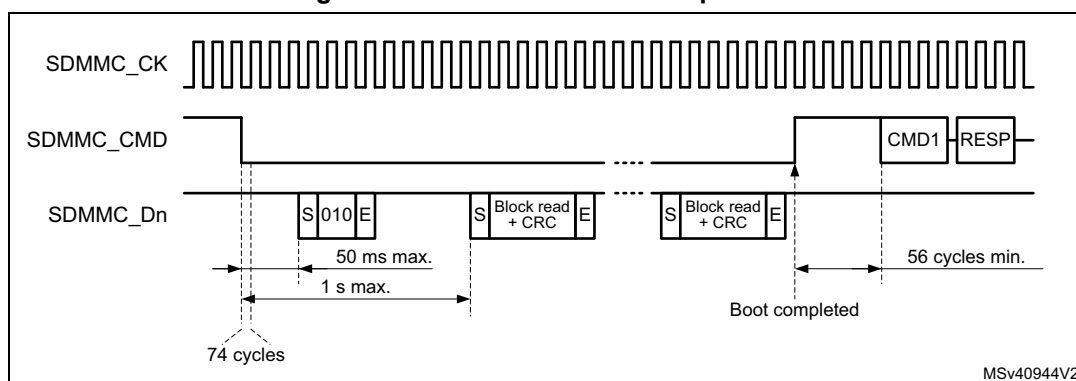 SDMMC_CK
SDMMC_CMD
CMD1 RESP
SDMMC_Dn
S 010 E
S Block read + CRC E
S Block read + CRC E
50 ms max.
56 cycles min.
1 s max.
Boot completed
74 cycles
MSv40944V2